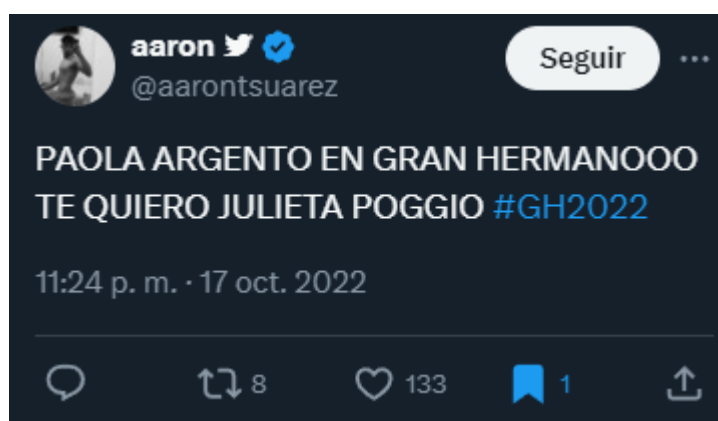 aaron
Seguir
@aarontsuarez
PAOLA ARGENTO EN GRAN HERMANOOO
TE QUIERO JULIETA POGGIO #GH2022
11:24 p. m. · 17 oct. 2022
8 133 1